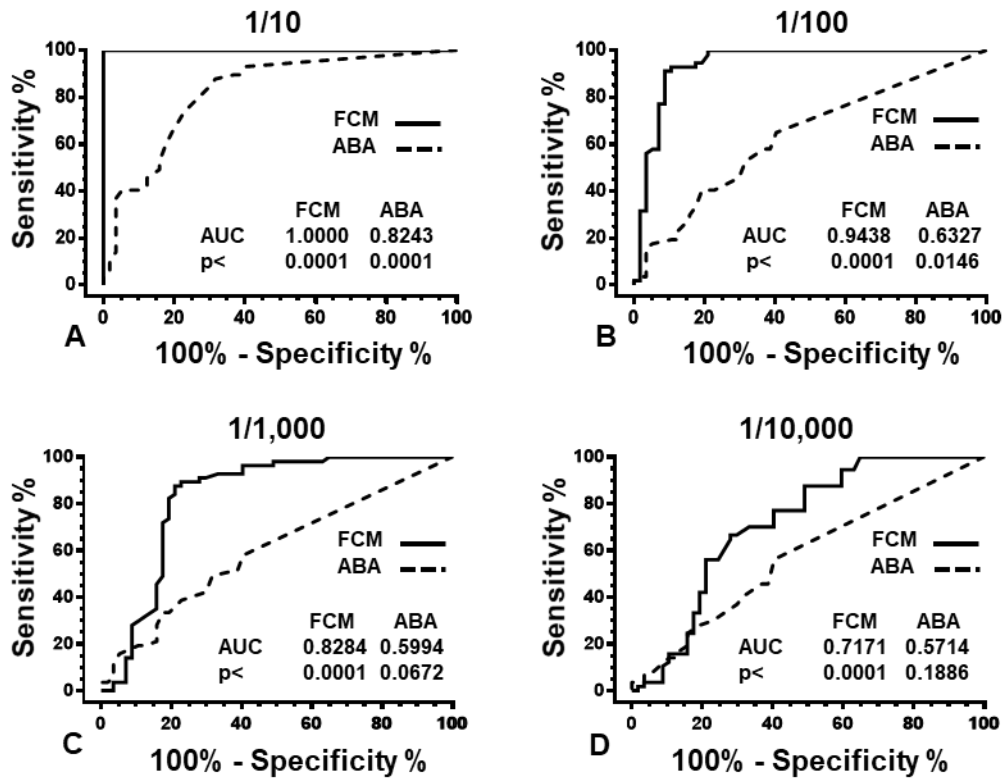 1/10
Sensitivity %
100
80
60
40
20
0
FCM
ABA
FCM ABA
AUC 1.0000 0.8243
p< 0.0001 0.0001
0 20 40 60 80 100
A
100% - Specificity %
1/100
Sensitivity %
100
80
60
40
20
0
FCM
ABA
FCM ABA
AUC 0.9438 0.6327
p< 0.0001 0.0146
0 20 40 60 80 100
B
100% - Specificity %
1/1,000
Sensitivity %
100
80
60
40
20
0
FCM
ABA
FCM ABA
AUC 0.8284 0.5994
p< 0.0001 0.0672
0 20 40 60 80 100
C
100% - Specificity %
1/10,000
Sensitivity %
100
80
60
40
20
0
FCM
ABA
FCM ABA
AUC 0.7171 0.5714
p< 0.0001 0.1886
0 20 40 60 80 100
D
100% - Specificity %